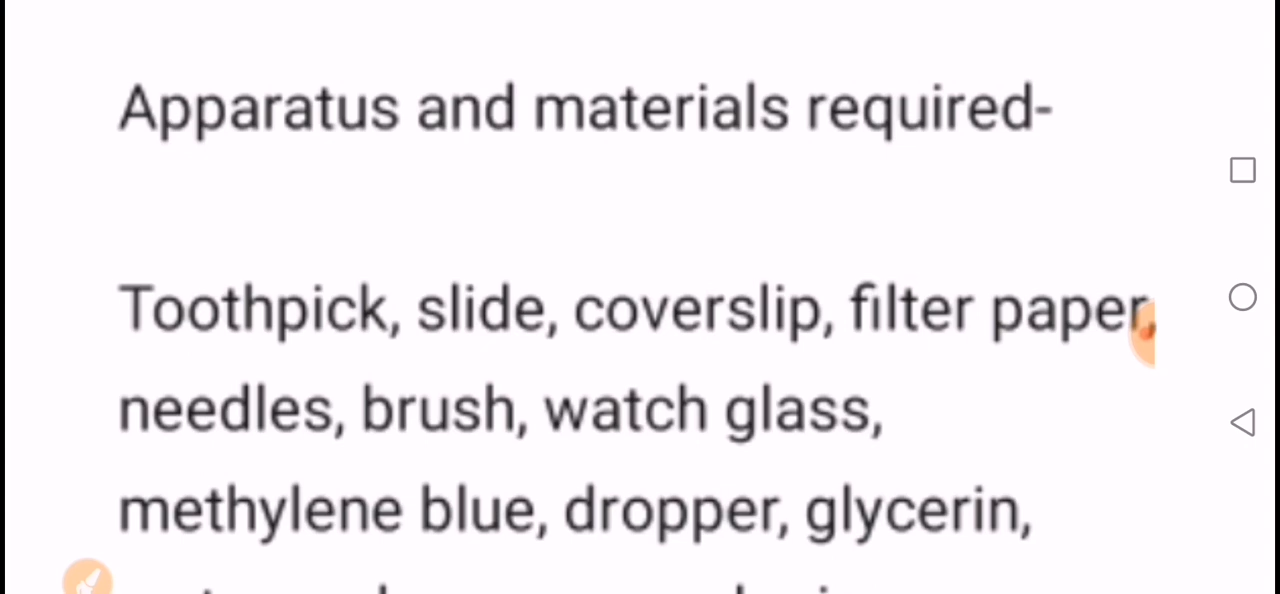 Apparatus and materials required-
Toothpick, slide, coverslip, filter paper,
needles, brush, watch glass,
methylene blue, dropper, glycerin,